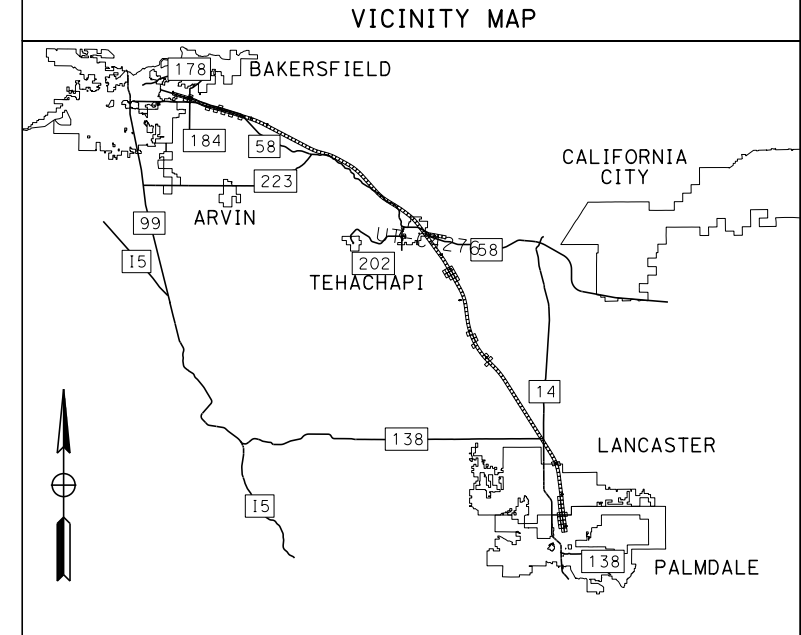 VICINITY MAP
178
BAKERSFIELD
184
58
CALIFORNIA
CITY
223
ARVIN
99
58
I5
202
TEHACHAPI
14
138
LANCASTER
I5
138
PALMDALE